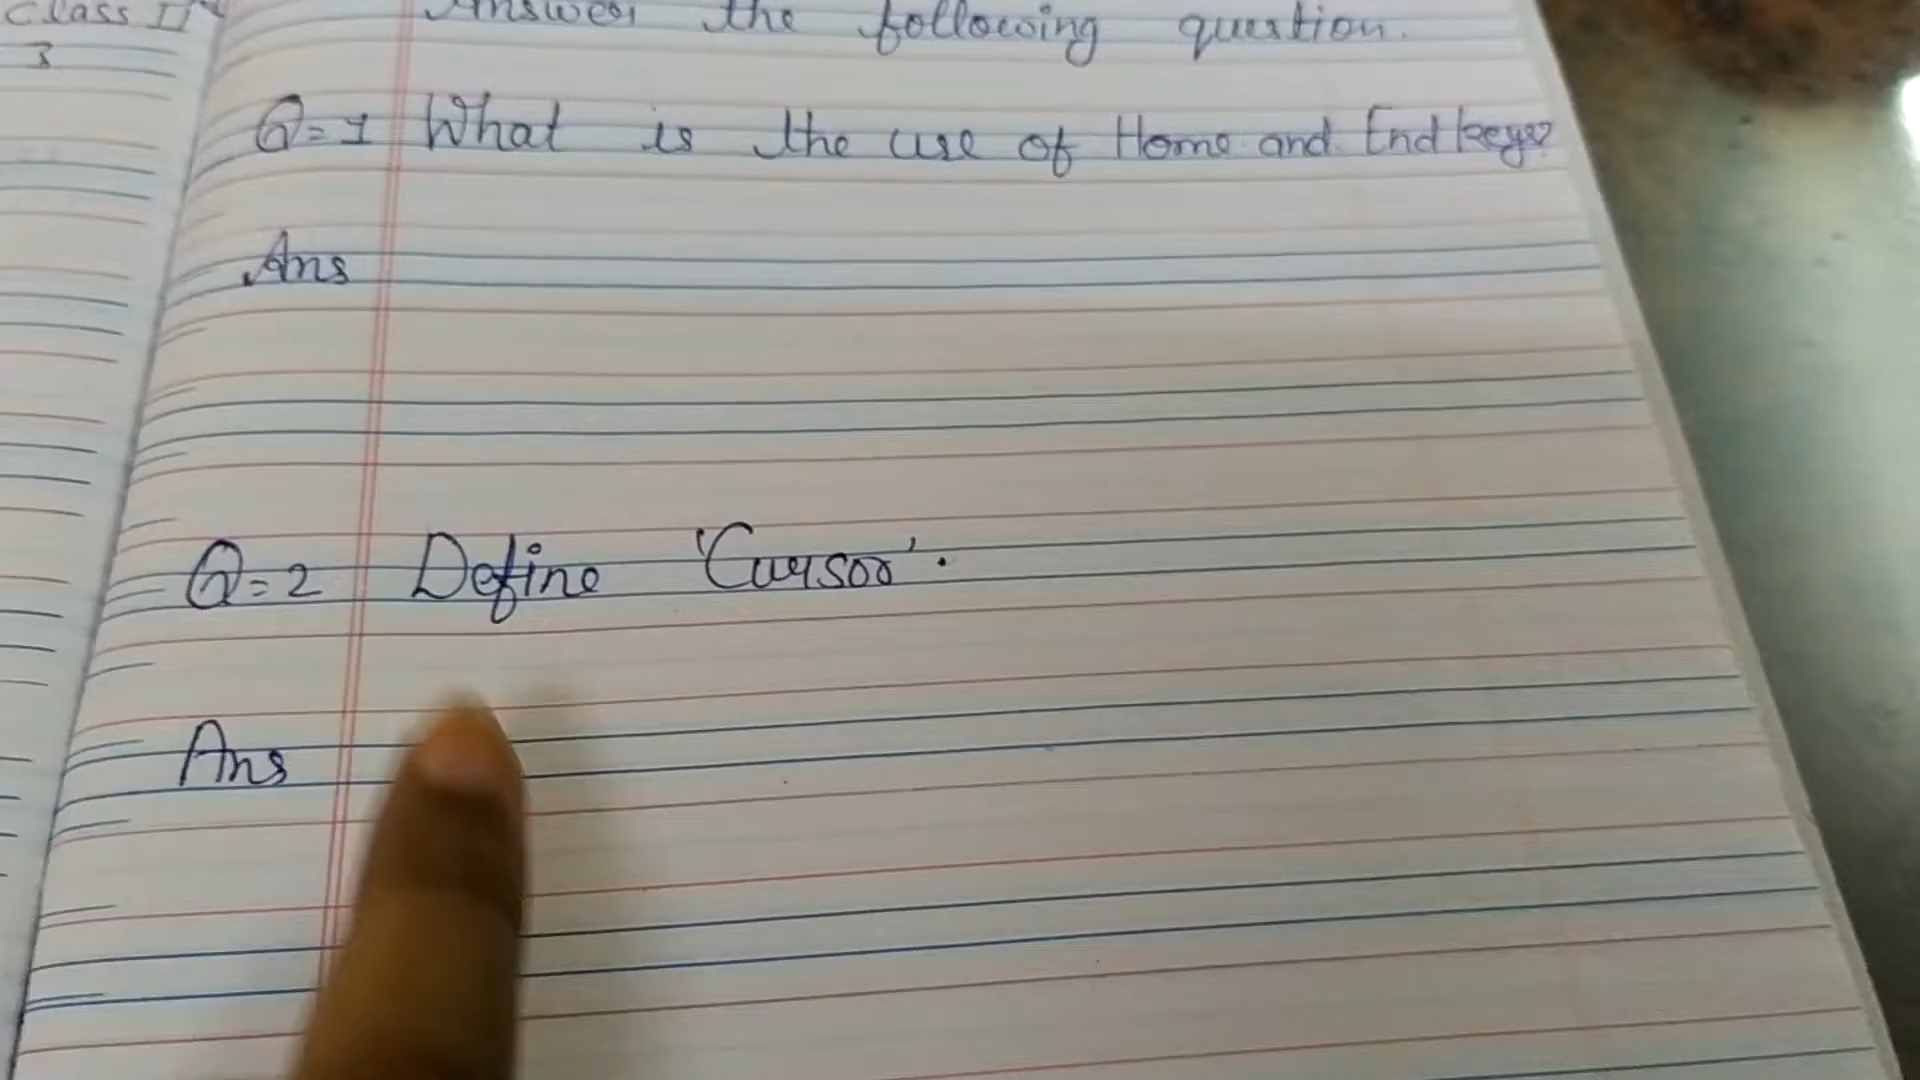 Class II
3
Answer the following question.
Q=1 What is the use of Home and End keys?
Ans
Q=2 Define 'Cursor'.
Ans